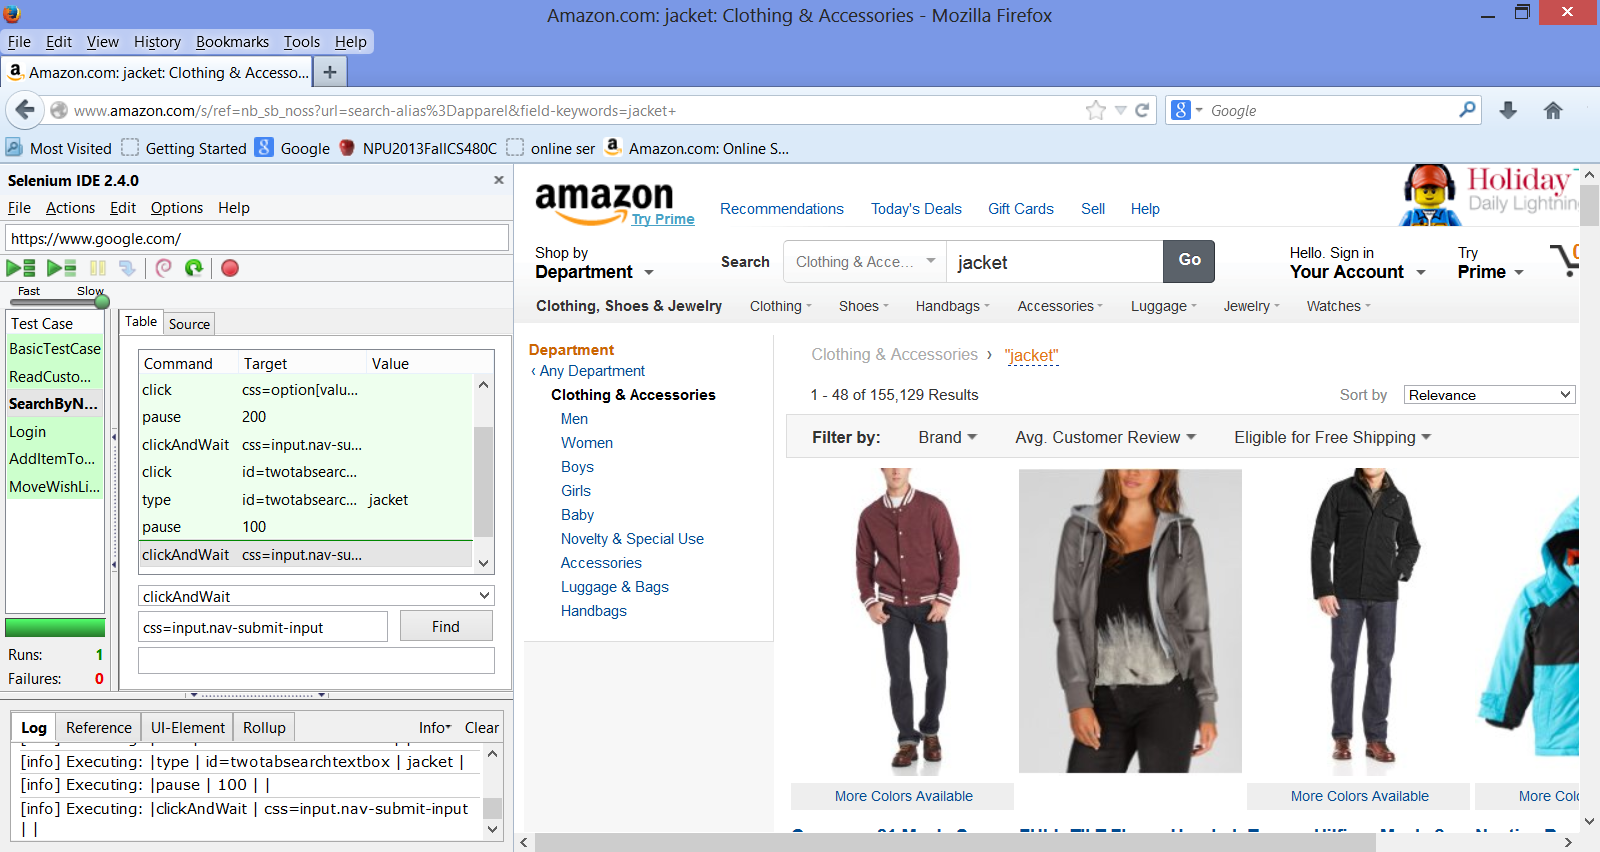 Amazon.com: jacket: Clothing & Accessories - Mozilla Firefox
File Edit View History Bookmarks Tools Help
Amazon.com: jacket: Clothing & Accesso... +
www.amazon.com/s/ref=nb_sb_noss?url=search-alias%3Dapparel&field-keywords=jacket+
Google
Most Visited Getting Started Google NPU2013FallCS480C online ser Amazon.com: Online S...
Selenium IDE 2.4.0
File Actions Edit Options Help
https://www.google.com/
Fast Slow
Test Case
BasicTestCase
ReadCusto...
SearchByN...
Login
AddItemTo...
MoveWishLi...
Runs: 1
Failures: 0
Table Source
Command Target Value
click css=option[valu...
pause 200
clickAndWait css=input.nav-su...
click id=twotabsearc...
type id=twotabsearc... jacket
pause 100
clickAndWait css=input.nav-su...
clickAndWait
css=input.nav-submit-input
Find
Log Reference UI-Element Rollup Info Clear
[info] Executing: |type | id=twotabsearchtextbox | jacket |
[info] Executing: |pause | 100 | |
[info] Executing: |clickAndWait | css=input.nav-submit-input
| |
amazon
Try Prime
Recommendations Today's Deals Gift Cards Sell Help
Holiday
Daily Lightnin
Shop by
Department
Search Clothing & Acce... jacket Go
Hello. Sign in
Your Account
Try
Prime
0
Clothing, Shoes & Jewelry Clothing Shoes Handbags Accessories Luggage Jewelry Watches
Department
‹ Any Department
Clothing & Accessories
Men
Women
Boys
Girls
Baby
Novelty & Special Use
Accessories
Luggage & Bags
Handbags
Clothing & Accessories › "jacket"
1 - 48 of 155,129 Results
Sort by Relevance
Filter by: Brand Avg. Customer Review Eligible for Free Shipping
More Colors Available
More Colors Available
More Colo